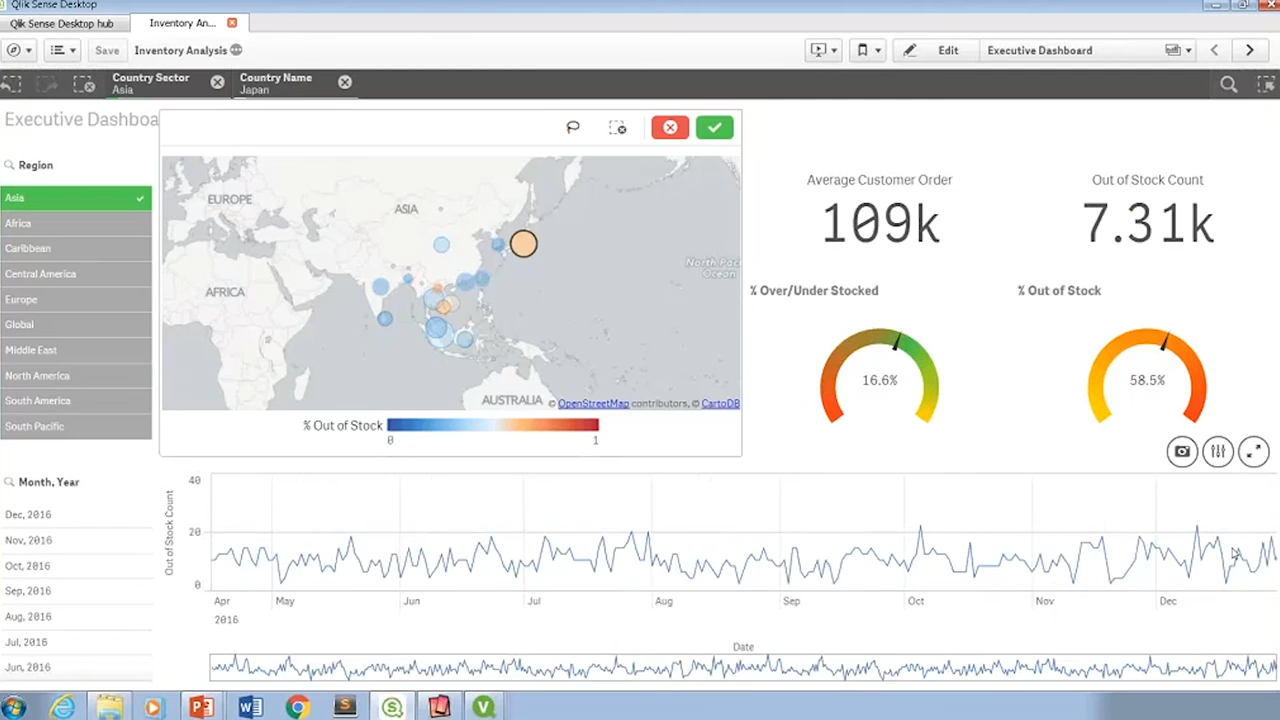 Qlik Sense Desktop
Qlik Sense Desktop hub
Inventory An...
Save
Inventory Analysis
Edit
Executive Dashboard
Country Sector
Asia
Country Name
Japan
Executive Dashboa
Region
Asia
Africa
Caribbean
Central America
Europe
Global
Middle East
North America
South America
South Pacific
EUROPE
ASIA
AFRICA
North Pac
Ocean
AUSTRALIA
© OpenStreetMap contributors, © CartoDB
% Out of Stock
0
1
Average Customer Order
109k
Out of Stock Count
7.31k
% Over/Under Stocked
16.6%
% Out of Stock
58.5%
Month, Year
Dec, 2016
Nov, 2016
Oct, 2016
Sep, 2016
Aug, 2016
Jul, 2016
Jun, 2016
Out of Stock Count
40
20
0
Apr
May
Jun
Jul
Aug
Sep
Oct
Nov
Dec
2016
Date